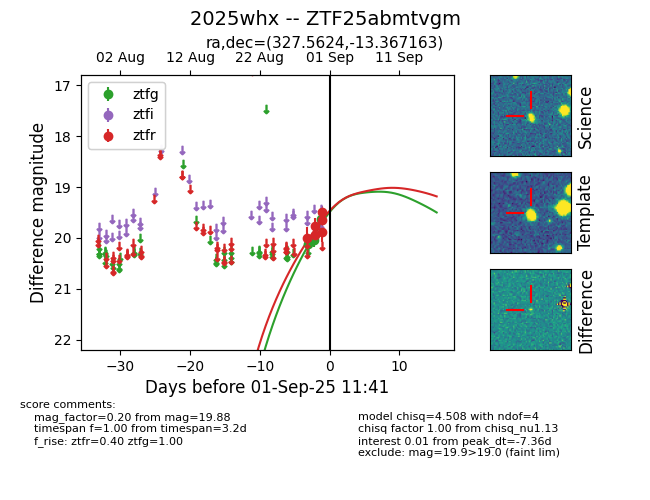 2025whx -- ZTF25abmtvgm
ra,dec=(327.5624,-13.367163)
02 Aug 12 Aug 22 Aug 01 Sep 11 Sep
17
18
19
20
21
22
Difference magnitude
ztfg
ztfi
ztfr
−30 −20 −10 0 10
Days before 01-Sep-25 11:41
Science
Template
Difference
score comments:
mag_factor=0.20 from mag=19.88
timespan f=1.00 from timespan=3.2d
f_rise: ztfr=0.40 ztfg=1.00
model chisq=4.508 with ndof=4
chisq factor 1.00 from chisq_nu1.13
interest 0.01 from peak_dt=-7.36d
exclude: mag=19.9>19.0 (faint lim)